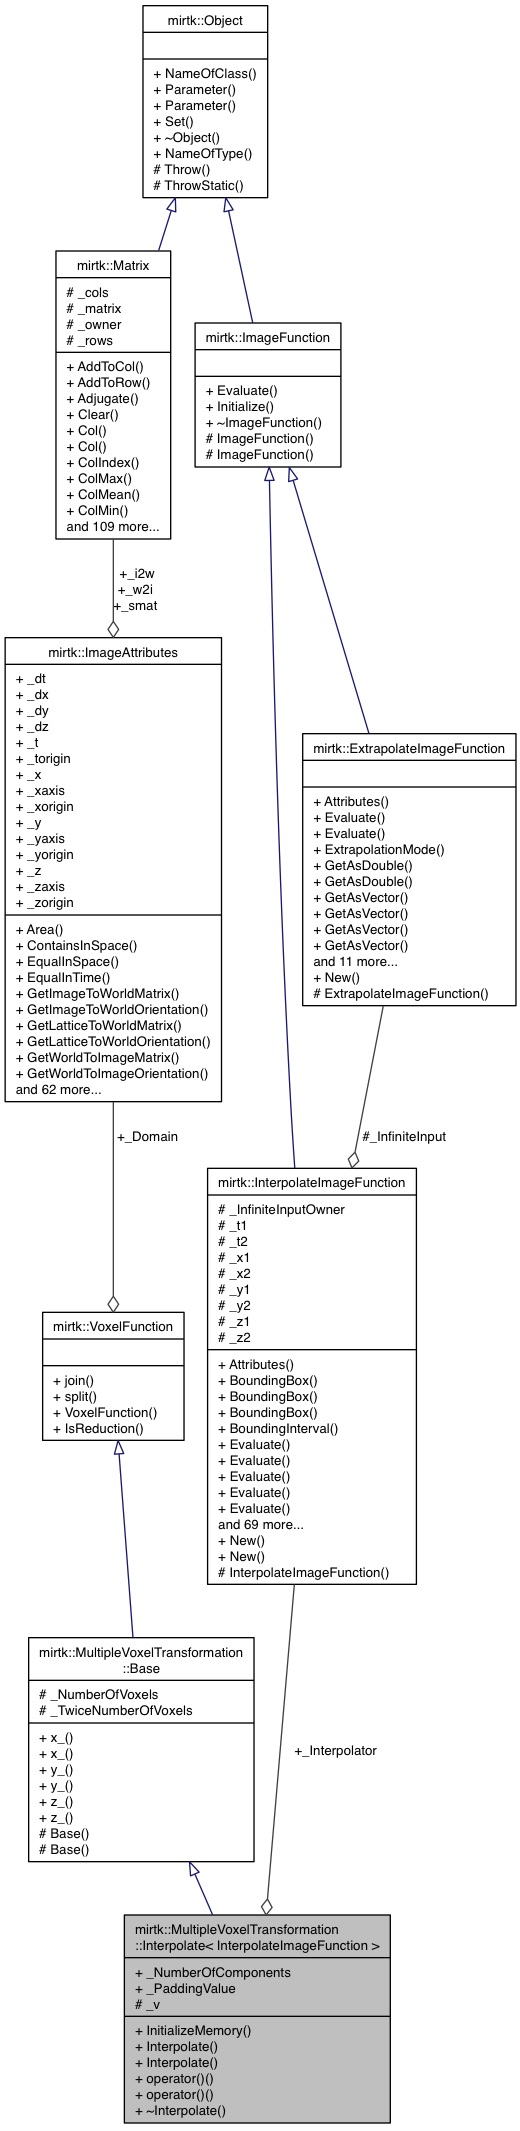 mirtk::Object
+ NameOfClass()
+ Parameter()
+ Parameter()
+ Set()
+ ~Object()
+ NameOfType()
# Throw()
# ThrowStatic()
mirtk::Matrix
# _cols
# _matrix
# _owner
# _rows
+ AddToCol()
+ AddToRow()
+ Adjugate()
+ Clear()
+ Col()
+ Col()
+ ColIndex()
+ ColMax()
+ ColMean()
+ ColMin()
and 109 more...
mirtk::ImageFunction
+ Evaluate()
+ Initialize()
+ ~ImageFunction()
# ImageFunction()
# ImageFunction()
+_i2w
+_w2i
+_smat
mirtk::ImageAttributes
+ _dt
+ _dx
+ _dy
+ _dz
+ _t
+ _torigin
+ _x
+ _xaxis
+ _xorigin
+ _y
+ _yaxis
+ _yorigin
+ _z
+ _zaxis
+ _zorigin
+ Area()
+ ContainsInSpace()
+ EqualInSpace()
+ EqualInTime()
+ GetImageToWorldMatrix()
+ GetImageToWorldOrientation()
+ GetLatticeToWorldMatrix()
+ GetLatticeToWorldOrientation()
+ GetWorldToImageMatrix()
+ GetWorldToImageOrientation()
and 62 more...
mirtk::ExtrapolateImageFunction
+ Attributes()
+ Evaluate()
+ Evaluate()
+ ExtrapolationMode()
+ GetAsDouble()
+ GetAsDouble()
+ GetAsVector()
+ GetAsVector()
+ GetAsVector()
+ GetAsVector()
and 11 more...
+ New()
# ExtrapolateImageFunction()
+_Domain
#_InfiniteInput
mirtk::InterpolateImageFunction
# _InfiniteInputOwner
# _t1
# _t2
# _x1
# _x2
# _y1
# _y2
# _z1
# _z2
+ Attributes()
+ BoundingBox()
+ BoundingBox()
+ BoundingBox()
+ BoundingInterval()
+ Evaluate()
+ Evaluate()
+ Evaluate()
+ Evaluate()
+ Evaluate()
and 69 more...
+ New()
+ New()
# InterpolateImageFunction()
mirtk::VoxelFunction
+ join()
+ split()
+ VoxelFunction()
+ IsReduction()
mirtk::MultipleVoxelTransformation
::Base
# _NumberOfVoxels
# _TwiceNumberOfVoxels
+ x_()
+ x_()
+ y_()
+ y_()
+ z_()
+ z_()
# Base()
# Base()
+_Interpolator
mirtk::MultipleVoxelTransformation
::Interpolate< InterpolateImageFunction >
+ _NumberOfComponents
+ _PaddingValue
# _v
+ InitializeMemory()
+ Interpolate()
+ Interpolate()
+ operator()()
+ operator()()
+ ~Interpolate()